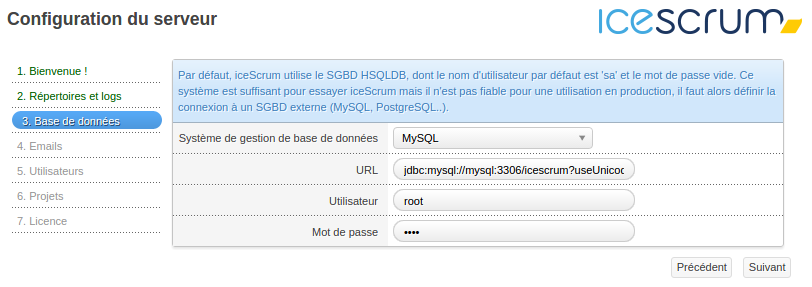 Configuration du serveur
icescrum
1. Bienvenue !
2. Répertoires et logs
3. Base de données
4. Emails
5. Utilisateurs
6. Projets
7. Licence
Par défaut, iceScrum utilise le SGBD HSQLDB, dont le nom d'utilisateur par défaut est 'sa' et le mot de passe vide. Ce
système est suffisant pour essayer iceScrum mais il n'est pas fiable pour une utilisation en production, il faut alors définir la
connexion à un SGBD externe (MySQL, PostgreSQL..).
Système de gestion de base de données MySQL
URL jdbc:mysql://mysql:3306/icescrum?useUnicod
Utilisateur root
Mot de passe ••••
Précédent Suivant